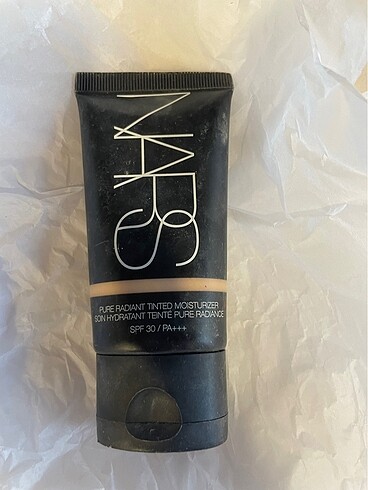 NARS
PURE RADIANT TINTED MOISTURIZER
SOIN HYDRATANT TEINTÉ PURE RADIANCE
SPF 30 / PA+++